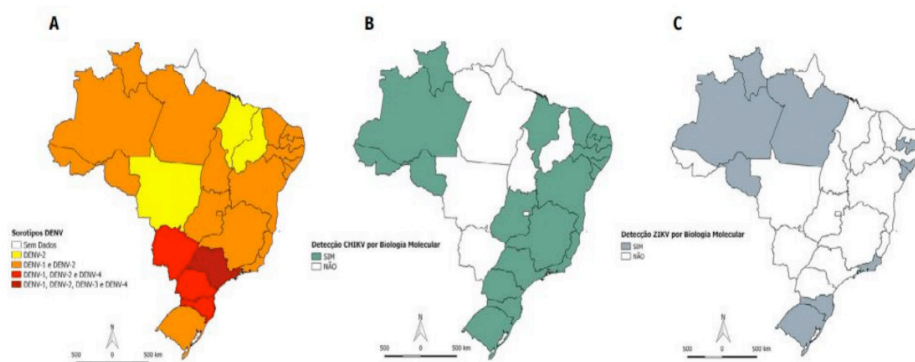 A
B
C
Sorotipos DENV
Sem Dados
DENV-2
DENV-1 e DENV-2
DENV-1, DENV-2 e DENV-4
DENV-1, DENV-2, DENV-3 e DENV-4
N
500 0 500 km
Detecção CHIKV por Biologia Molecular
SIM
NÃO
N
500 0 500 km
Detecção ZIKV por Biologia Molecular
SIM
NÃO
N
500 0 500 km